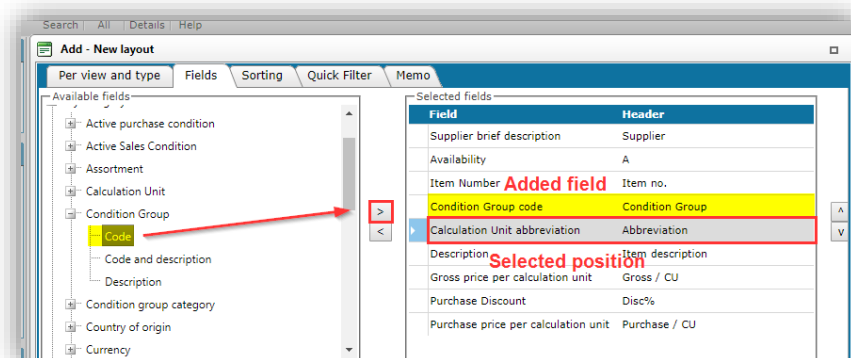 Search | All | Details | Help
Add - New layout
Per view and type Fields Sorting Quick Filter Memo
Available fields
Active purchase condition
Active Sales Condition
Assortment
Calculation Unit
Condition Group
Code
Code and description
Description
Condition group category
Country of origin
Currency
>
<
Selected fields
Field Header
Supplier brief description Supplier
Availability A
Item Number Added field Item no.
Condition Group code Condition Group
Calculation Unit abbreviation Abbreviation
Description Item description
Selected position
Gross price per calculation unit Gross / CU
Purchase Discount Disc%
Purchase price per calculation unit Purchase / CU
^
v